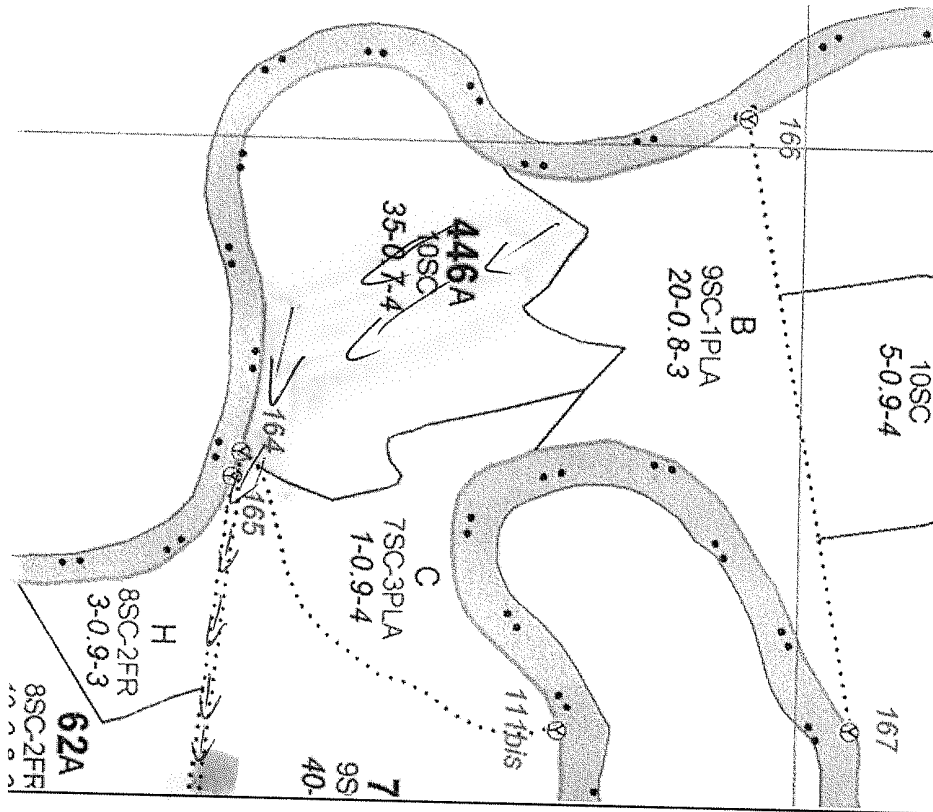 166
10SC
5-0.9-4
B
9SC-1PLA
20-0.8-3
446A
10SC
35-0.7-4
167
164
165
C
7SC-3PLA
1-0.9-4
111bis
H
8SC-2FR
3-0.9-3
7
9S
40-
62A
8SC-2FR